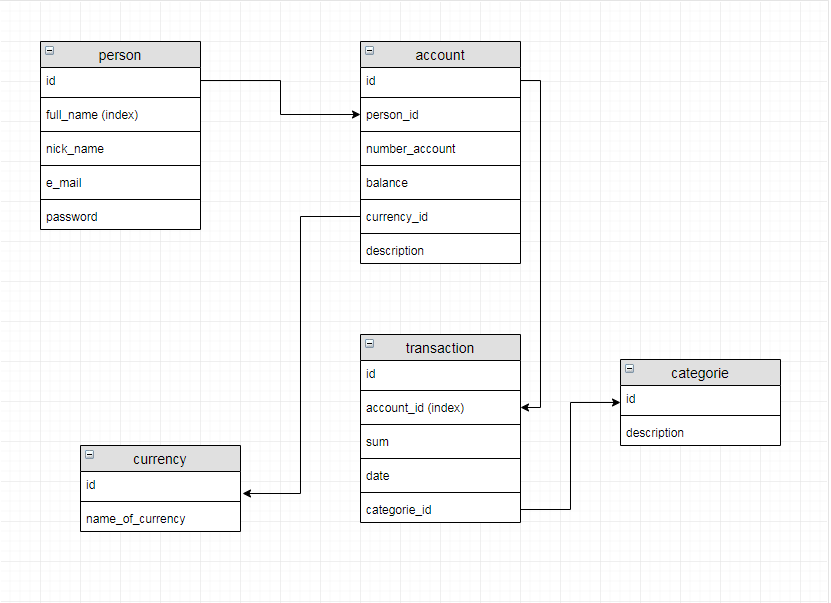 person
id
full_name (index)
nick_name
e_mail
password
account
id
person_id
number_account
balance
currency_id
description
transaction
id
account_id (index)
sum
date
categorie_id
categorie
id
description
currency
id
name_of_currency